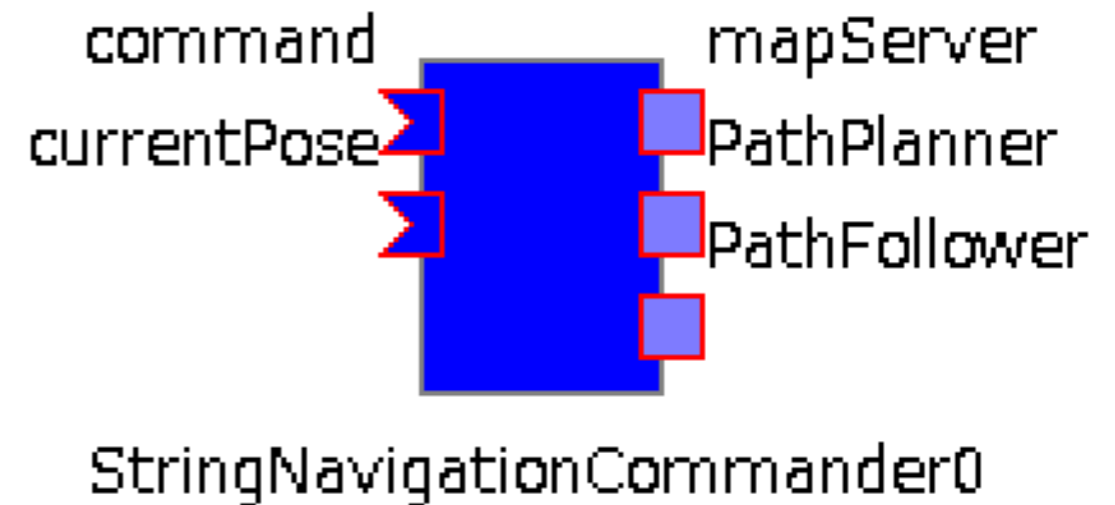 command
mapServer
currentPose
PathPlanner
PathFollower
StringNavigationCommander0